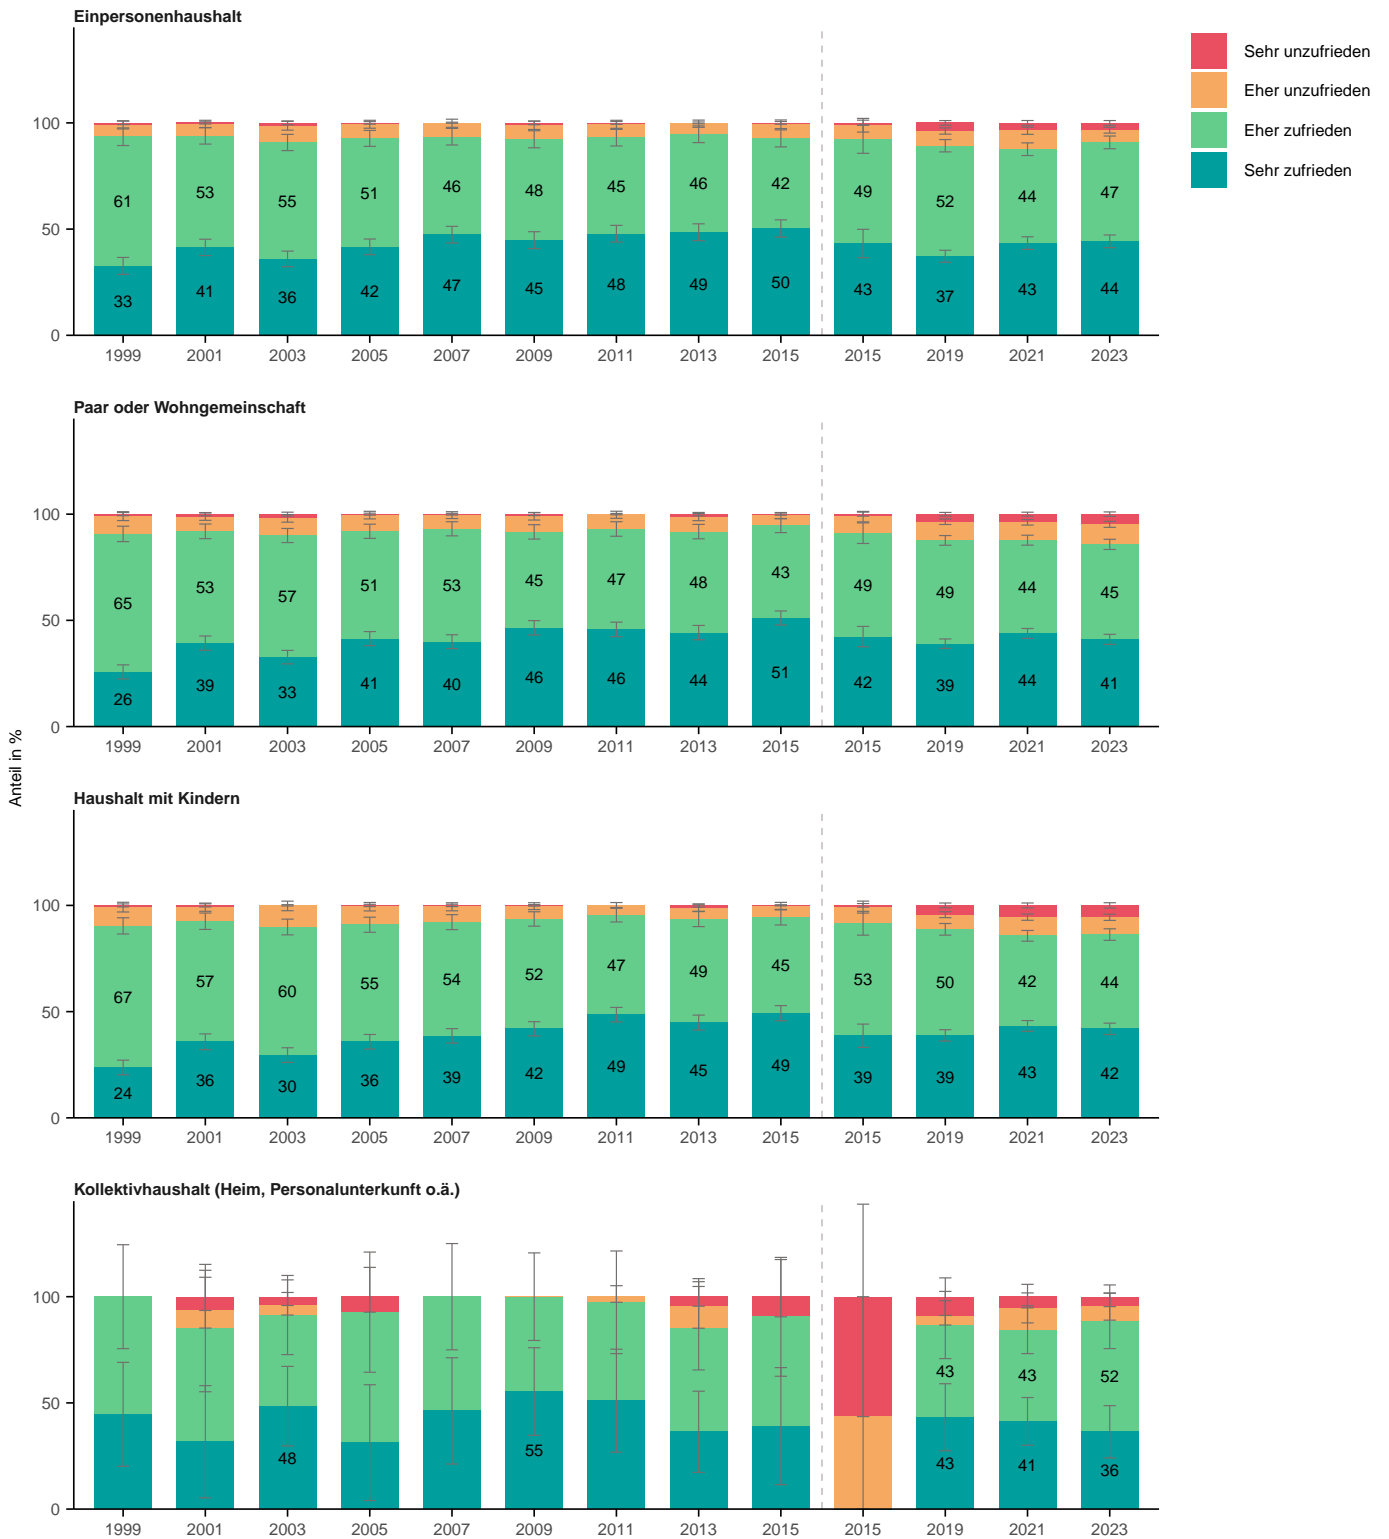 Einpersonenhaushalt
Sehr unzufrieden
Eher unzufrieden
Eher zufrieden
Sehr zufrieden
100
50
0
61 53 55 51 46 48 45 46 42 49 52 44 47
33 41 36 42 47 45 48 49 50 43 37 43 44
1999 2001 2003 2005 2007 2009 2011 2013 2015 2015 2019 2021 2023
Paar oder Wohngemeinschaft
100
50
0
65 53 57 51 53 45 47 48 43 49 49 44 45
26 39 33 41 40 46 46 44 51 42 39 44 41
1999 2001 2003 2005 2007 2009 2011 2013 2015 2015 2019 2021 2023
Anteil in %
Haushalt mit Kindern
100
50
0
67 57 60 55 54 52 47 49 45 53 50 42 44
24 36 30 36 39 42 49 45 49 39 39 43 42
1999 2001 2003 2005 2007 2009 2011 2013 2015 2015 2019 2021 2023
Kollektivhaushalt (Heim, Personalunterkunft o.ä.)
100
50
0
43 43 52
48 55 43 41 36
1999 2001 2003 2005 2007 2009 2011 2013 2015 2015 2019 2021 2023